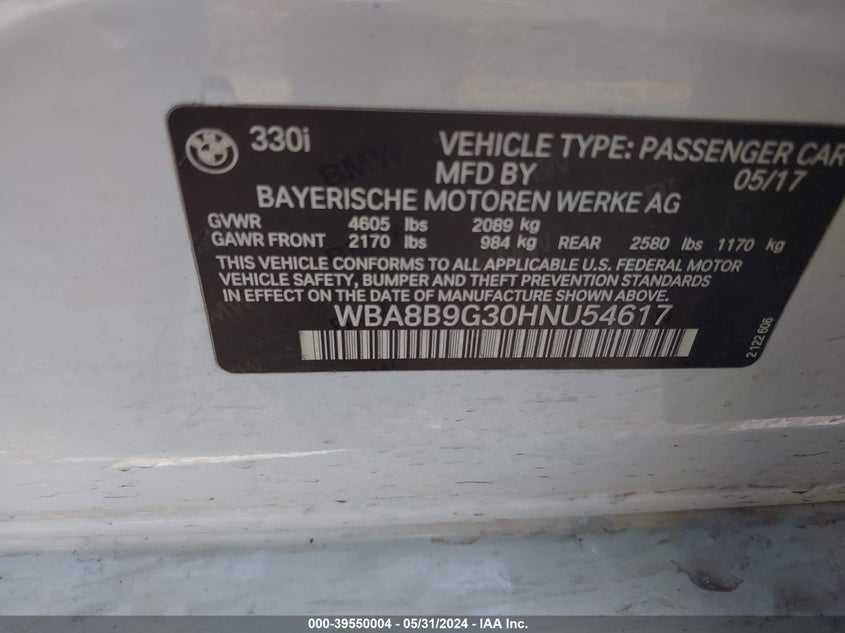 330i VEHICLE TYPE: PASSENGER CAR
MFD BY 05/17
BAYERISCHE MOTOREN WERKE AG
GVWR 4605 lbs 2089 kg
GAWR FRONT 2170 lbs 984 kg REAR 2580 lbs 1170 kg
THIS VEHICLE CONFORMS TO ALL APPLICABLE U.S. FEDERAL MOTOR
VEHICLE SAFETY, BUMPER AND THEFT PREVENTION STANDARDS
IN EFFECT ON THE DATE OF MANUFACTURE SHOWN ABOVE.
WBA8B9G30HNU54617
2 122 606
BMW
000-39550004 - 05/31/2024 - IAA Inc.